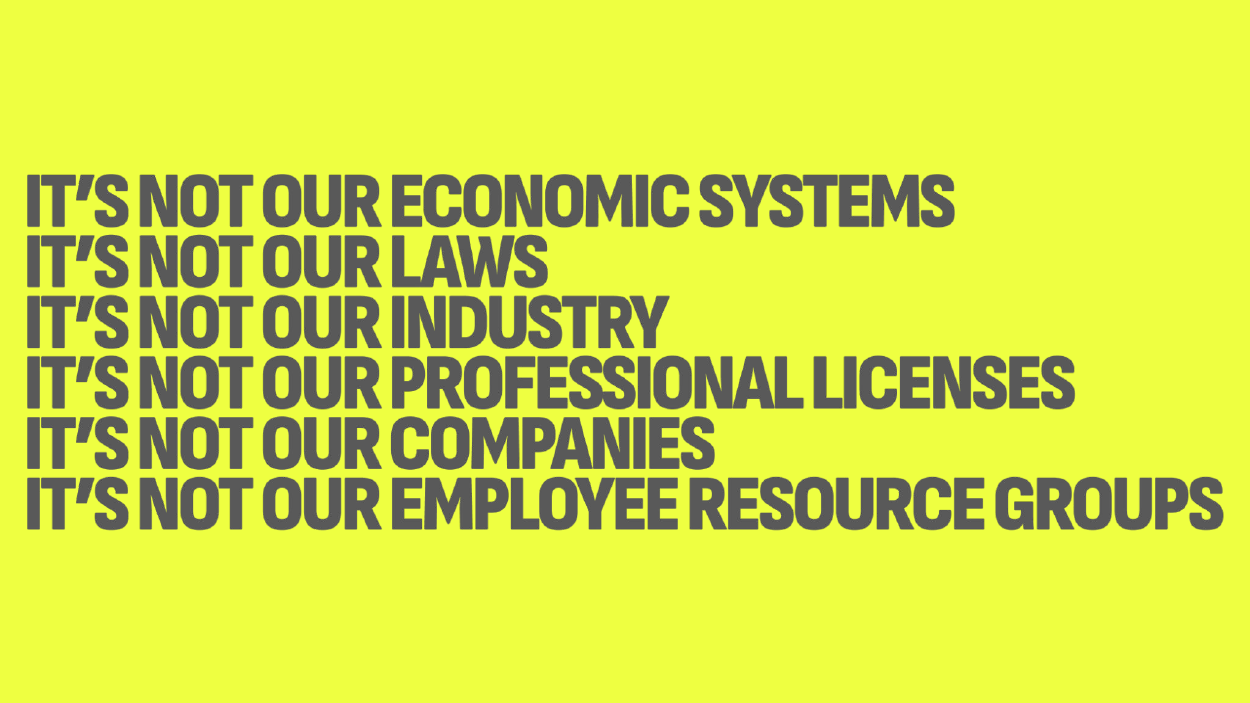 IT’S NOT OUR ECONOMIC SYSTEMS
IT’S NOT OUR LAWS
IT’S NOT OUR INDUSTRY
IT’S NOT OUR PROFESSIONAL LICENSES
IT’S NOT OUR COMPANIES
IT’S NOT OUR EMPLOYEE RESOURCE GROUPS